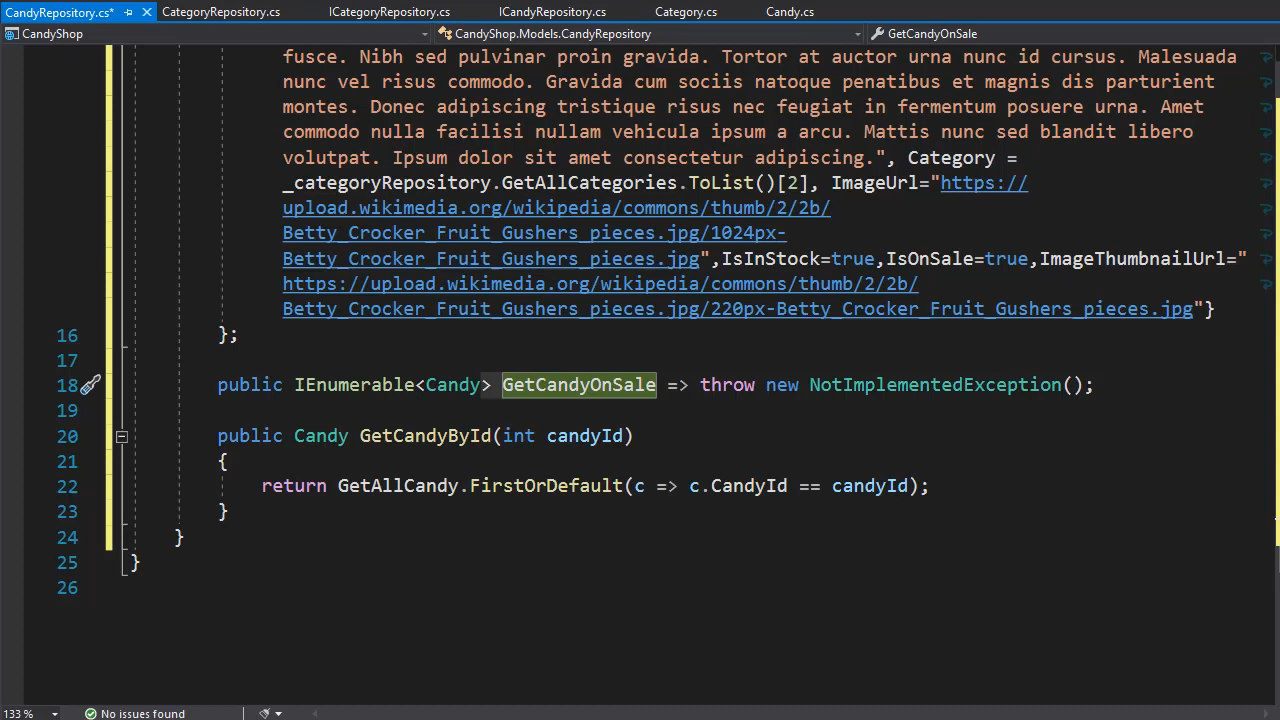 CandyRepository.cs* CategoryRepository.cs ICategoryRepository.cs ICandyRepository.cs Category.cs Candy.cs
CandyShop CandyShop.Models.CandyRepository GetCandyOnSale
fusce. Nibh sed pulvinar proin gravida. Tortor at auctor urna nunc id cursus. Malesuada
nunc vel risus commodo. Gravida cum sociis natoque penatibus et magnis dis parturient
montes. Donec adipiscing tristique risus nec feugiat in fermentum posuere urna. Amet
commodo nulla facilisi nullam vehicula ipsum a arcu. Mattis nunc sed blandit libero
volutpat. Ipsum dolor sit amet consectetur adipiscing.", Category =
_categoryRepository.GetAllCategories.ToList()[2], ImageUrl="https://
upload.wikimedia.org/wikipedia/commons/thumb/2/2b/
Betty_Crocker_Fruit_Gushers_pieces.jpg/1024px-
Betty_Crocker_Fruit_Gushers_pieces.jpg",IsInStock=true,IsOnSale=true,ImageThumbnailUrl="
https://upload.wikimedia.org/wikipedia/commons/thumb/2/2b/
Betty_Crocker_Fruit_Gushers_pieces.jpg/220px-Betty_Crocker_Fruit_Gushers_pieces.jpg"}
16 };
17
18 public IEnumerable<Candy> GetCandyOnSale => throw new NotImplementedException();
19
20 public Candy GetCandyById(int candyId)
21 {
22 return GetAllCandy.FirstOrDefault(c => c.CandyId == candyId);
23 }
24 }
25 }
26
133 % No issues found